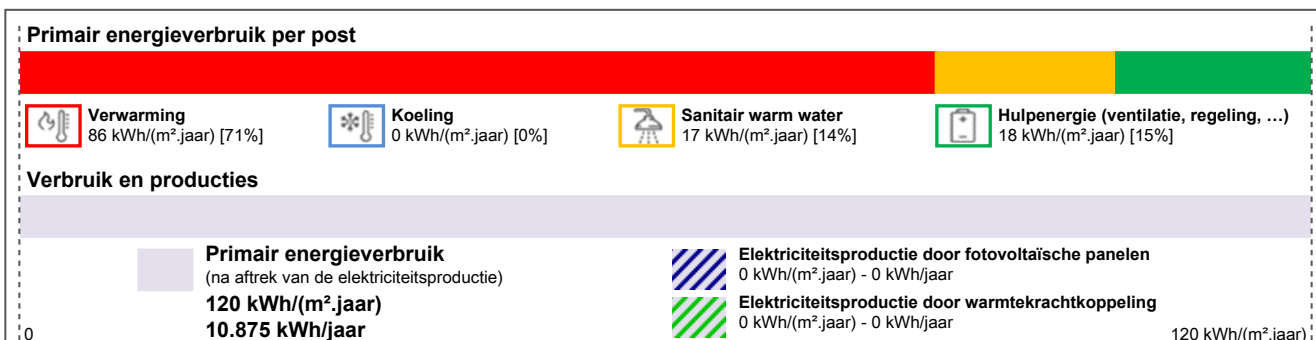 Primair energieverbruik per post
Verwarming
86 kWh/(m².jaar) [71%]
Koeling
0 kWh/(m².jaar) [0%]
Sanitair warm water
17 kWh/(m².jaar) [14%]
Hulpenergie (ventilatie, regeling, …)
18 kWh/(m².jaar) [15%]
Verbruik en producties
Primair energieverbruik
(na aftrek van de elektriciteitsproductie)
120 kWh/(m².jaar)
10.875 kWh/jaar
Elektriciteitsproductie door fotovoltaïsche panelen
0 kWh/(m².jaar) - 0 kWh/jaar
Elektriciteitsproductie door warmtekrachtkoppeling
0 kWh/(m².jaar) - 0 kWh/jaar
0
120 kWh/(m².jaar)